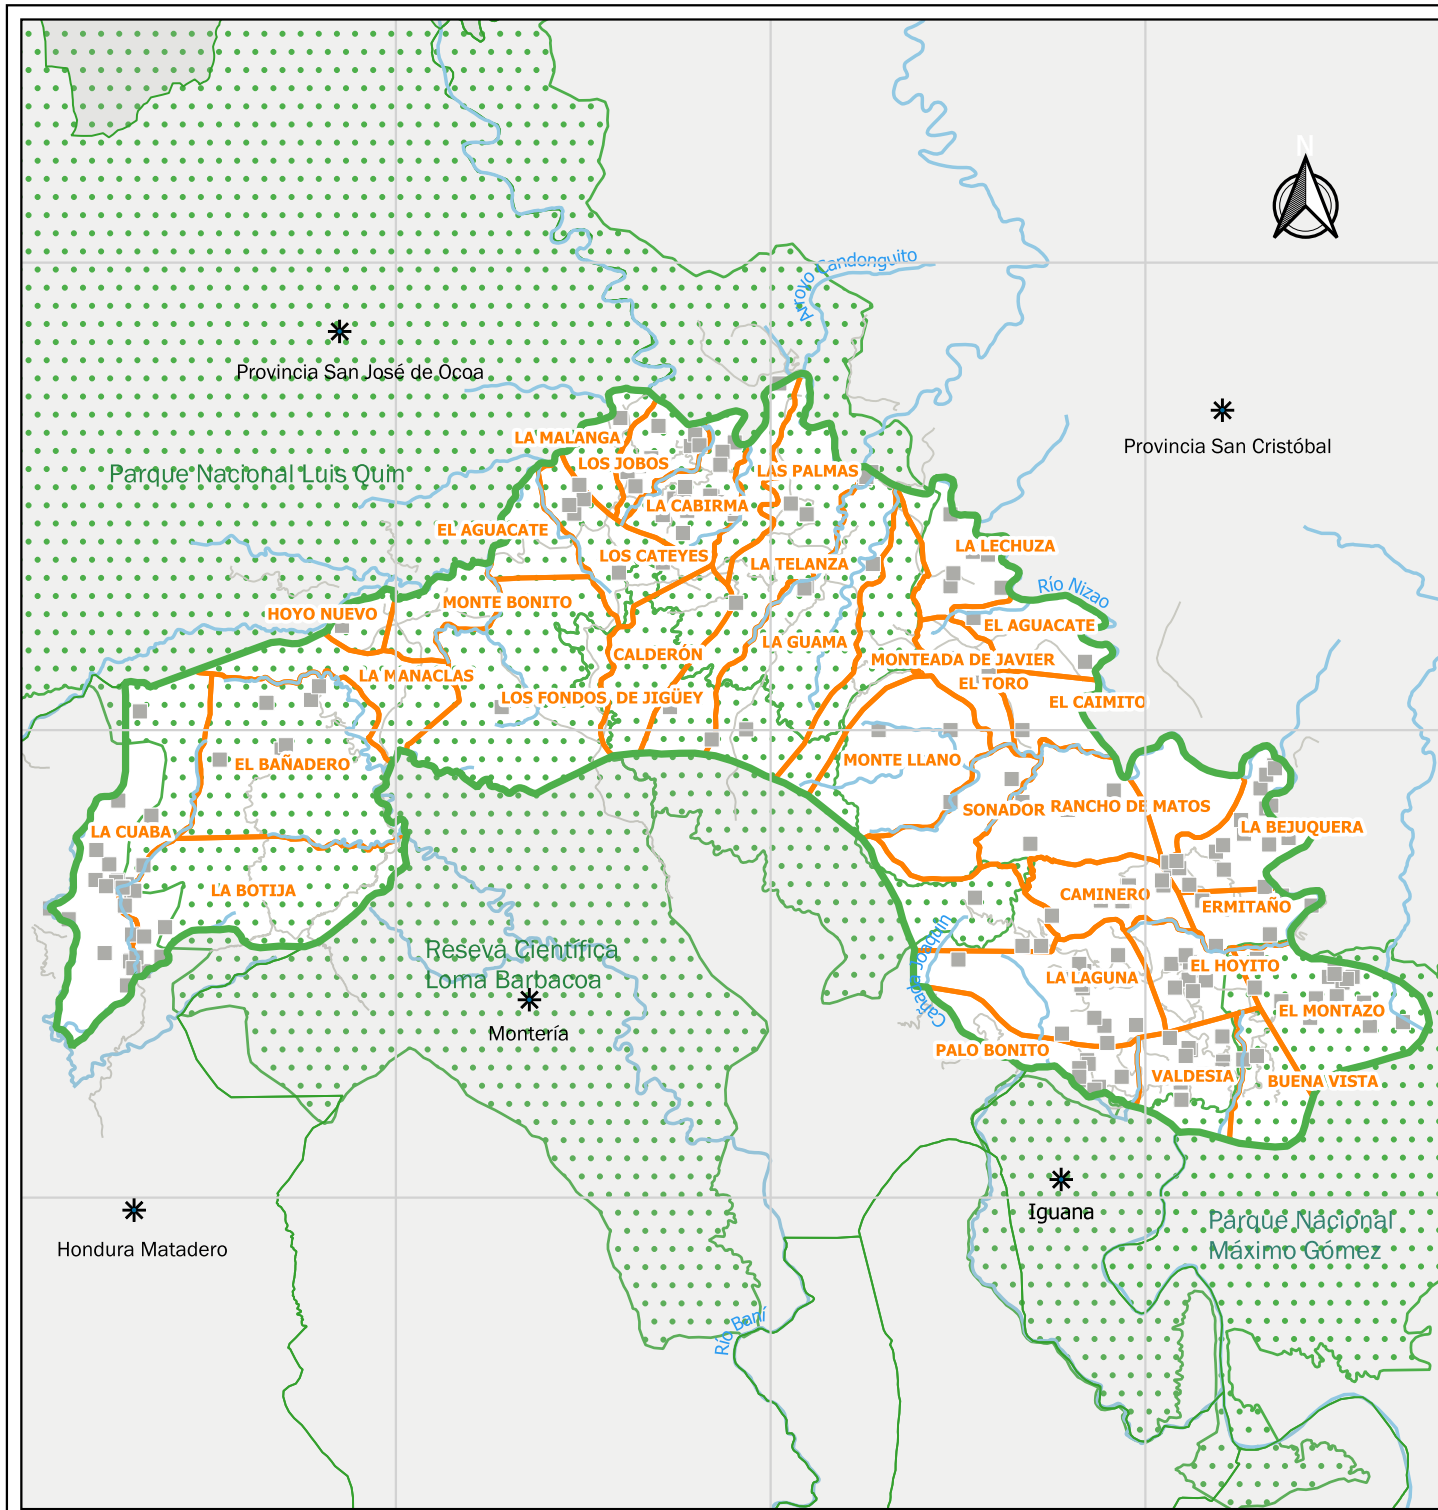 N
Arroyo Candonguito
Provincia San José de Ocoa
Provincia San Cristóbal
LA MALANGA
LOS JOBOS
LAS PALMAS
Parque Nacional Luis Quin
LA CABIRMA
EL AGUACATE
LA LECHUZA
LOS CATEYES
LA TELANZA
Río Nizao
MONTE BONITO
HOYO NUEVO
EL AGUACATE
LA GUAMA
CALDERÓN
MONTEADA DE JAVIER
LA MANACLAS
EL TORO
LOS FONDOS DE JIGÜEY
EL CAIMITO
EL BAÑADERO
MONTE LLANO
SONADOR
RANCHO DE MATOS
LA CUABA
LA BEJUQUERA
LA BOTIJA
CAMINERO
ERMITAÑO
Reseva Científica
Loma Barbacoa
Cañada Joaquín
EL HOYITO
LA LAGUNA
EL MONTAZO
Montería
PALO BONITO
VALDESIA
BUENA VISTA
Iguana
Parque Nacional
Máximo Gómez
Hondura Matadero
Río Baní